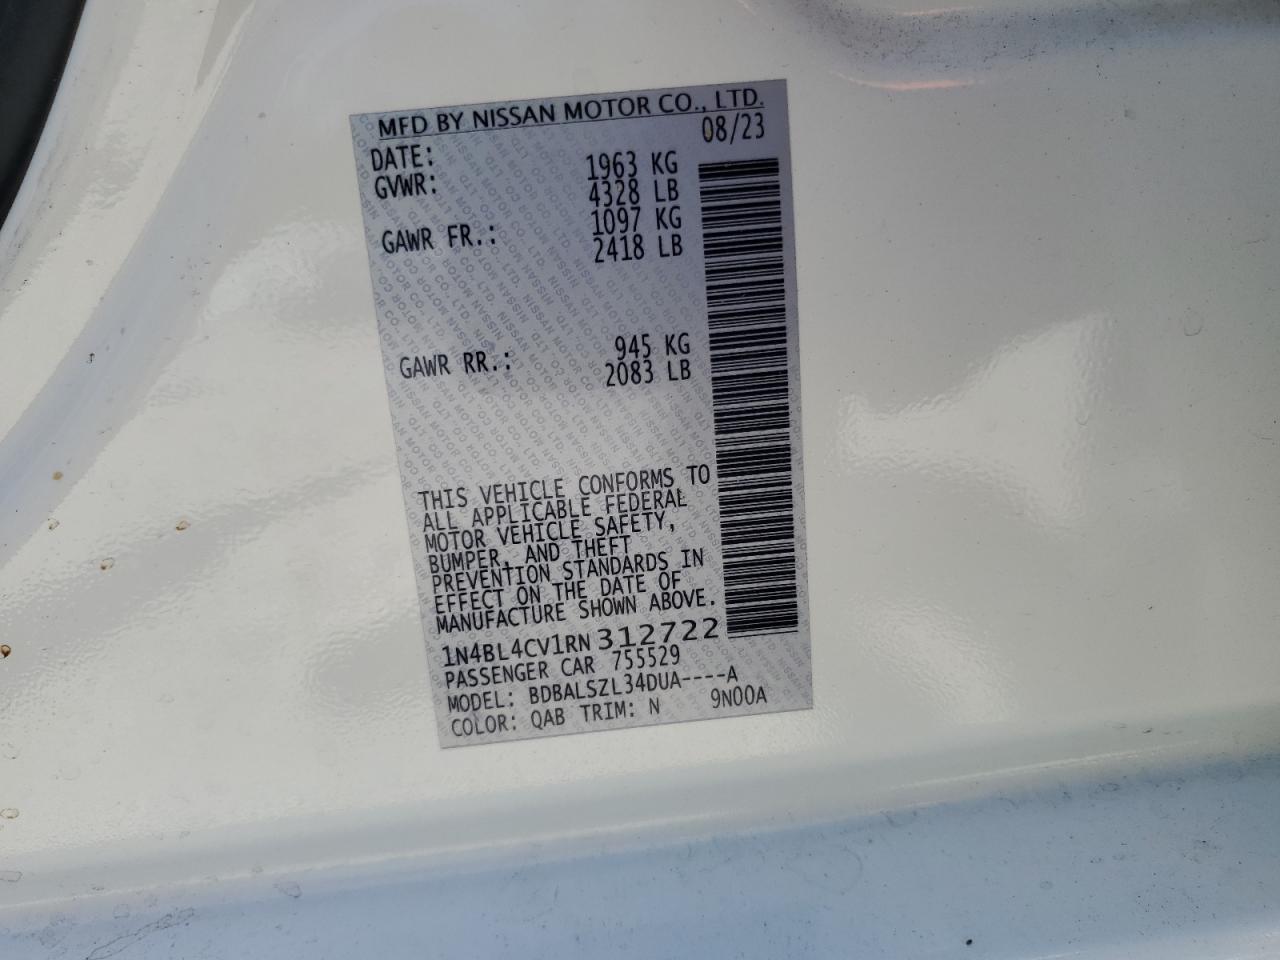 MFD BY NISSAN MOTOR CO., LTD.
DATE: 08/23
GVWR: 1963 KG
4328 LB
GAWR FR.: 1097 KG
2418 LB
GAWR RR.: 945 KG
2083 LB
THIS VEHICLE CONFORMS TO
ALL APPLICABLE FEDERAL
MOTOR VEHICLE SAFETY,
BUMPER, AND THEFT
PREVENTION STANDARDS IN
EFFECT ON THE DATE OF
MANUFACTURE SHOWN ABOVE.
1N4BL4CV1RN312722
PASSENGER CAR 755529
MODEL: BDBALSZL34DUA----A
COLOR: QAB TRIM: N 9N00A